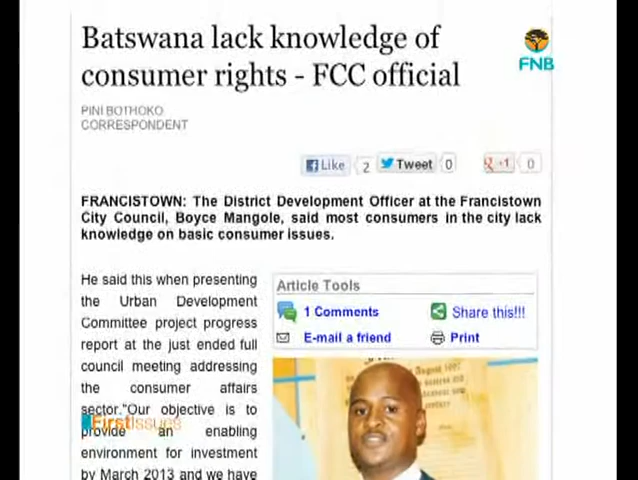 Batswana lack knowledge of
consumer rights - FCC official
FNB
PINI BOTHOKO
CORRESPONDENT
Like 2 Tweet 0 +1 0
FRANCISTOWN: The District Development Officer at the Francistown
City Council, Boyce Mangole, said most consumers in the city lack
knowledge on basic consumer issues.
He said this when presenting
the Urban Development
Committee project progress
report at the just ended full
council meeting addressing
the consumer affairs
sector."Our objective is to
provide an enabling
environment for investment
by March 2013 and we have
FirstIssues
Article Tools
1 Comments Share this!!!
E-mail a friend Print